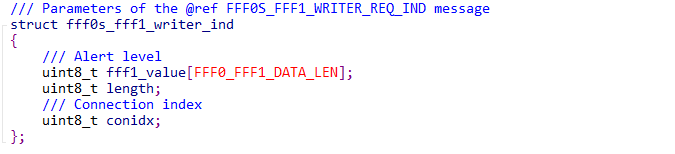 /// Parameters of the @ref FFF0S_FFF1_WRITER_REQ_IND message
struct fff0s_fff1_writer_ind
{
    /// Alert level
    uint8_t fff1_value[FFF0_FFF1_DATA_LEN];
    uint8_t length;
    /// Connection index
    uint8_t conidx;
};